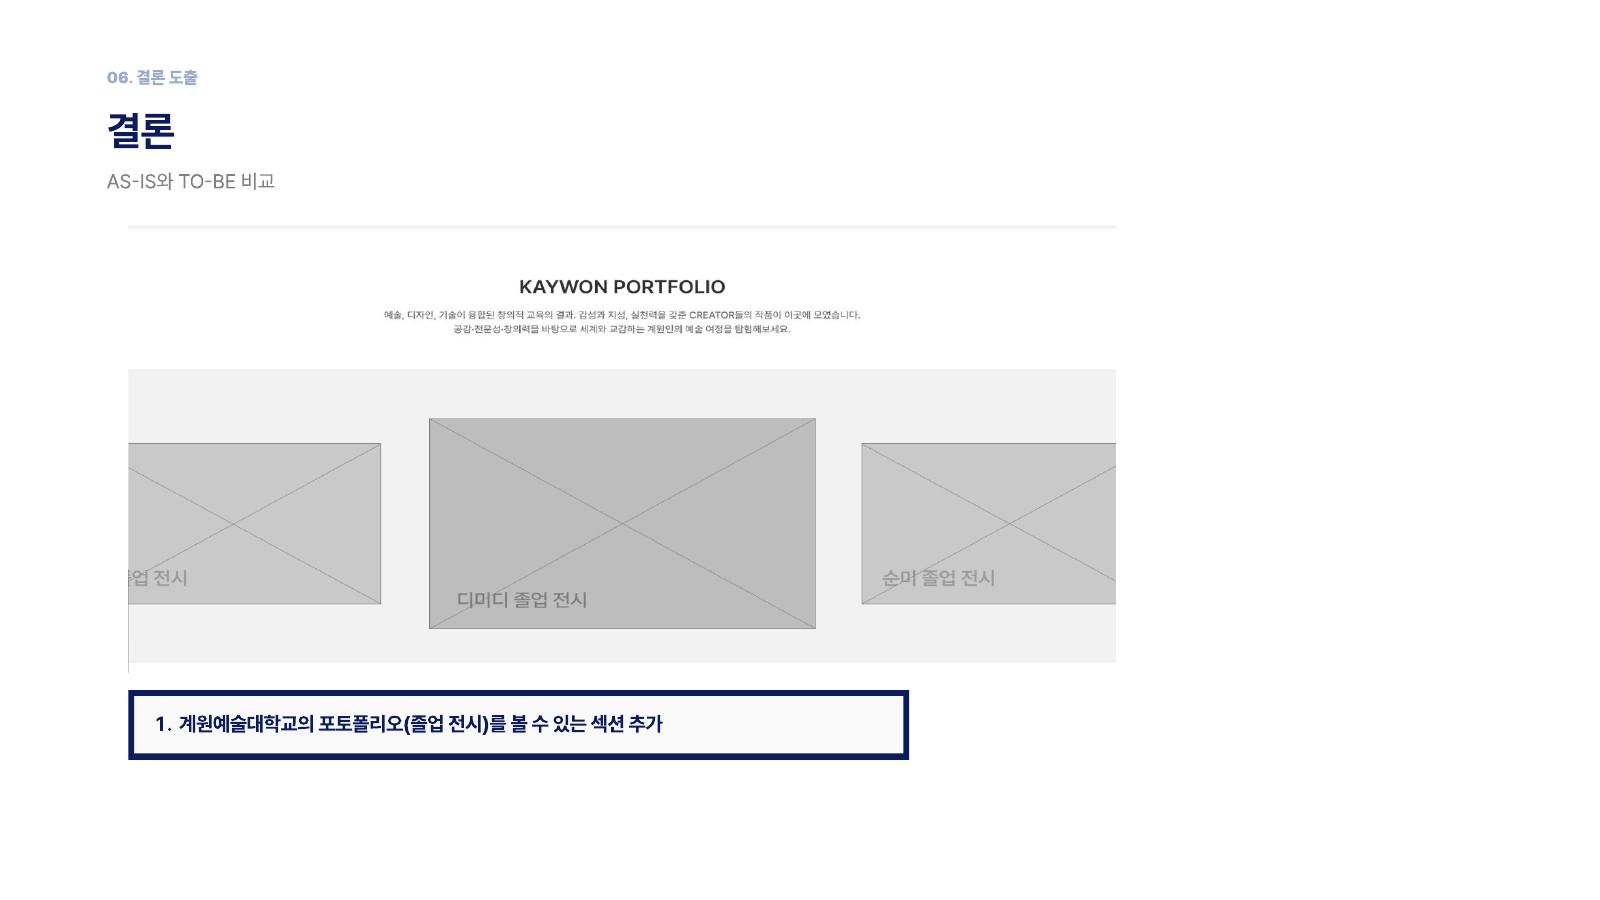 06. 결론 도출
결론
AS-IS와 TO-BE 비교
KAYWON PORTFOLIO
예술, 디자인, 기술이 융합된 창의적 교육의 결과. 감성과 지성, 실천력을 갖춘 CREATOR들의 작품이 이곳에 모였습니다.
공감·전문성·창의력을 바탕으로 세계와 교감하는 계원인의 예술 여정을 탐험해보세요.
전시
디미디 졸업 전시
순미 졸업 전시
1. 계원예술대학교의 포토폴리오(졸업 전시)를 볼 수 있는 섹션 추가